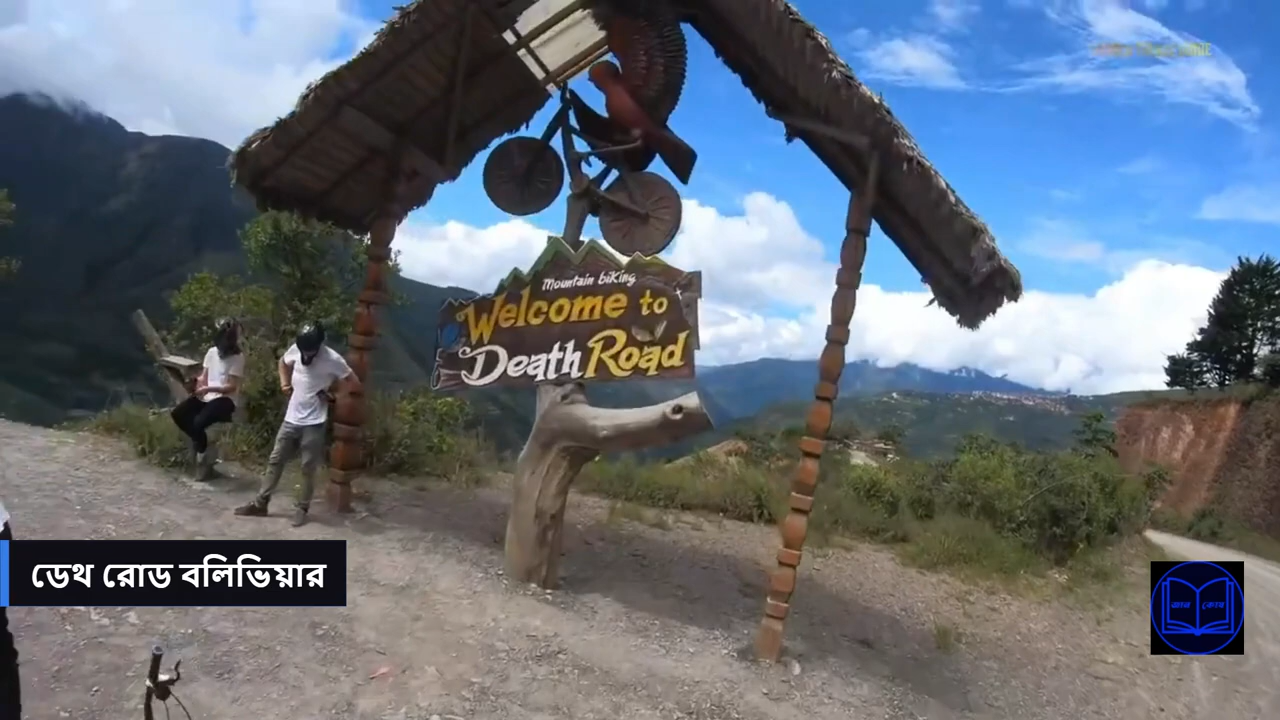 Mountain biKing
Welcome to
Death Road
ডেথ রোড বলিভিয়ার
জ্ঞান কোষ